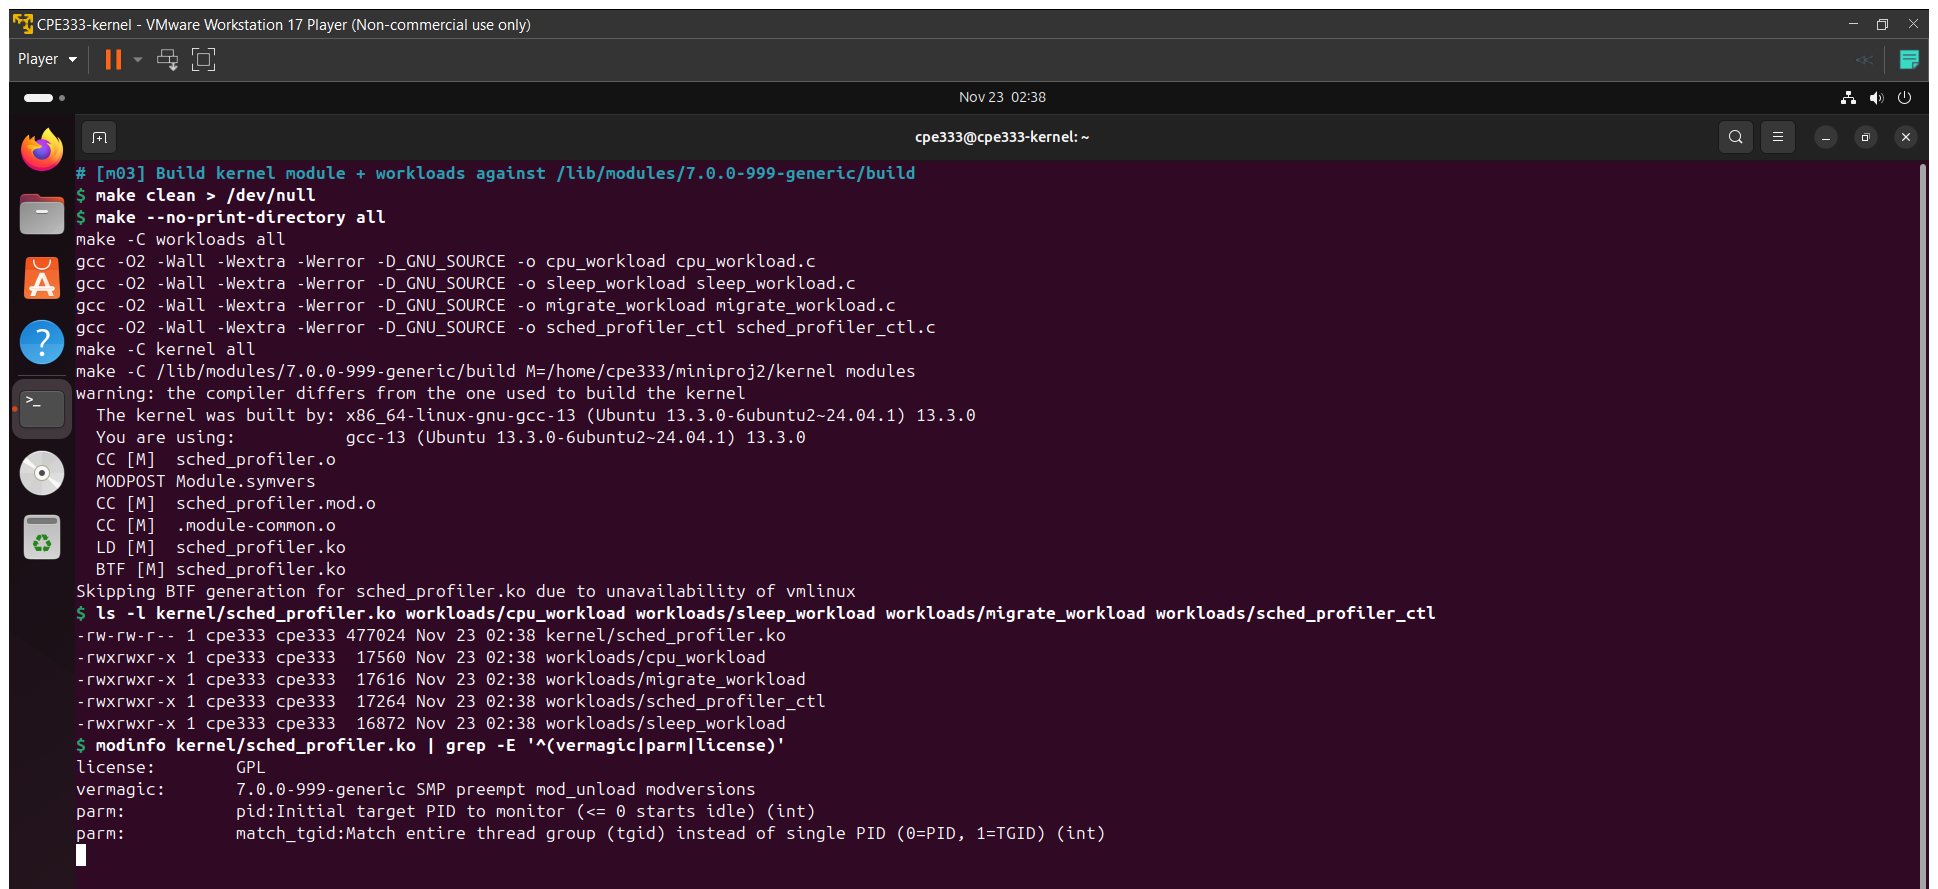 CPE333-kernel - VMware Workstation 17 Player (Non-commercial use only)
Player
Nov 23 02:38
cpe333@cpe333-kernel: ~
# [m03] Build kernel module + workloads against /lib/modules/7.0.0-999-generic/build
$ make clean > /dev/null
$ make --no-print-directory all
make -C workloads all
gcc -O2 -Wall -Wextra -Werror -D_GNU_SOURCE -o cpu_workload cpu_workload.c
gcc -O2 -Wall -Wextra -Werror -D_GNU_SOURCE -o sleep_workload sleep_workload.c
gcc -O2 -Wall -Wextra -Werror -D_GNU_SOURCE -o migrate_workload migrate_workload.c
gcc -O2 -Wall -Wextra -Werror -D_GNU_SOURCE -o sched_profiler_ctl sched_profiler_ctl.c
make -C kernel all
make -C /lib/modules/7.0.0-999-generic/build M=/home/cpe333/miniproj2/kernel modules
warning: the compiler differs from the one used to build the kernel
  The kernel was built by: x86_64-linux-gnu-gcc-13 (Ubuntu 13.3.0-6ubuntu2~24.04.1) 13.3.0
  You are using:           gcc-13 (Ubuntu 13.3.0-6ubuntu2~24.04.1) 13.3.0
  CC [M]  sched_profiler.o
  MODPOST Module.symvers
  CC [M]  sched_profiler.mod.o
  CC [M]  .module-common.o
  LD [M]  sched_profiler.ko
  BTF [M] sched_profiler.ko
Skipping BTF generation for sched_profiler.ko due to unavailability of vmlinux
$ ls -l kernel/sched_profiler.ko workloads/cpu_workload workloads/sleep_workload workloads/migrate_workload workloads/sched_profiler_ctl
-rw-rw-r-- 1 cpe333 cpe333 477024 Nov 23 02:38 kernel/sched_profiler.ko
-rwxrwxr-x 1 cpe333 cpe333  17560 Nov 23 02:38 workloads/cpu_workload
-rwxrwxr-x 1 cpe333 cpe333  17616 Nov 23 02:38 workloads/migrate_workload
-rwxrwxr-x 1 cpe333 cpe333  17264 Nov 23 02:38 workloads/sched_profiler_ctl
-rwxrwxr-x 1 cpe333 cpe333  16872 Nov 23 02:38 workloads/sleep_workload
$ modinfo kernel/sched_profiler.ko | grep -E '^(vermagic|parm|license)'
license:        GPL
vermagic:       7.0.0-999-generic SMP preempt mod_unload modversions
parm:           pid:Initial target PID to monitor (<= 0 starts idle) (int)
parm:           match_tgid:Match entire thread group (tgid) instead of single PID (0=PID, 1=TGID) (int)